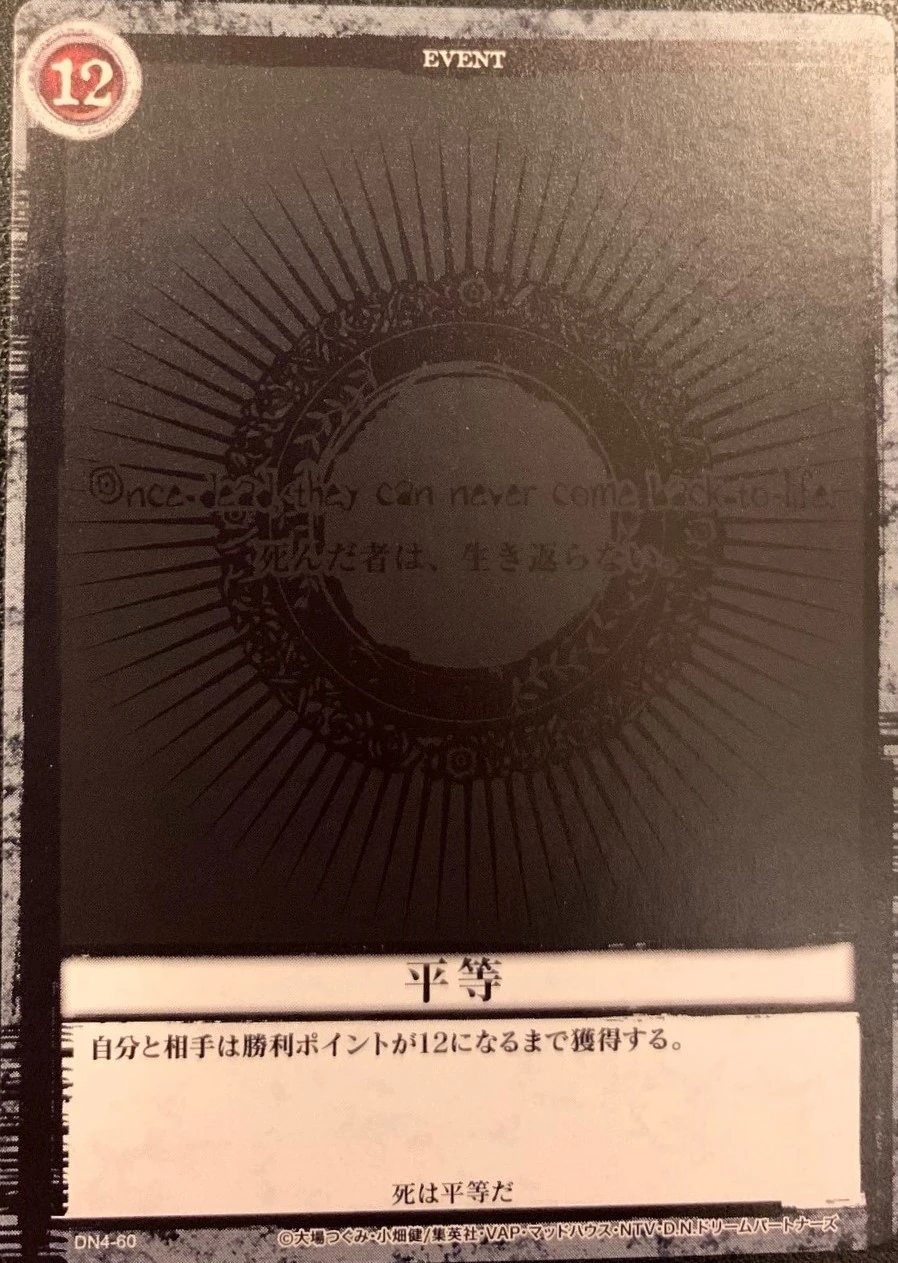 12
EVENT
Once dead, they can never come back to life.
死んだ者は、生き返らない。
平等
自分と相手は勝利ポイントが12になるまで獲得する。
死は平等だ
DN4-60
©大場つぐみ・小畑健/集英社・VAP・マッドハウス・NTV・D.N.ドリームパートナーズ